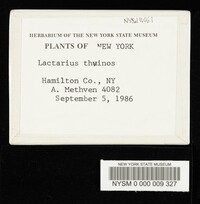 HERBARIUM OF THE NEW YORK STATE MUSEUM
PLANTS OF NEW YORK
Lactarius thuinos
Hamilton Co., NY
A. Methven 4082
September 5, 1986
NEW YORK STATE MUSEUM
NYSM 0 000 009 327